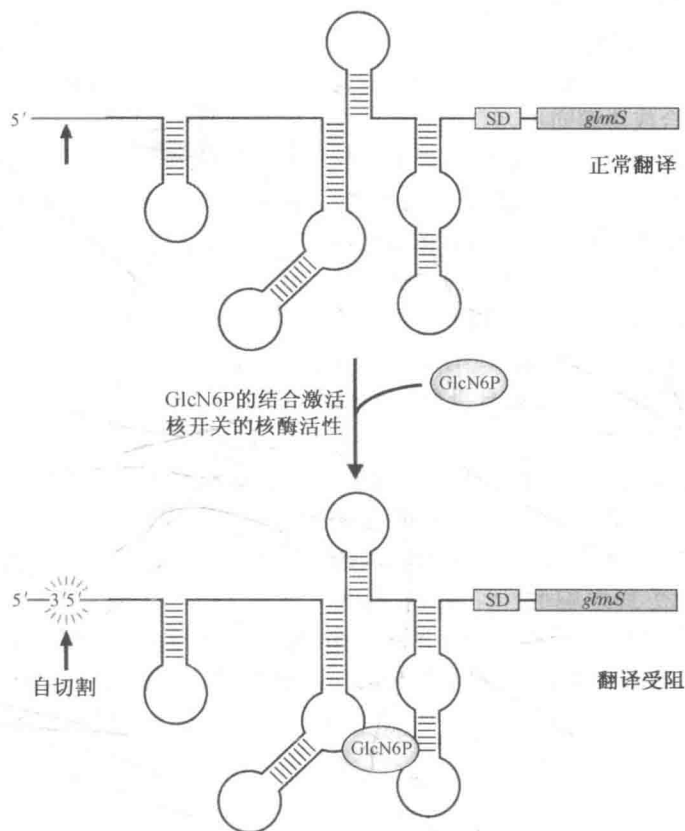 5′
SD
glmS
正常翻译
GlcN6P的结合激活
核开关的核酶活性
GlcN6P
5′
3′5′
SD
glmS
自切割
翻译受阻
GlcN6P